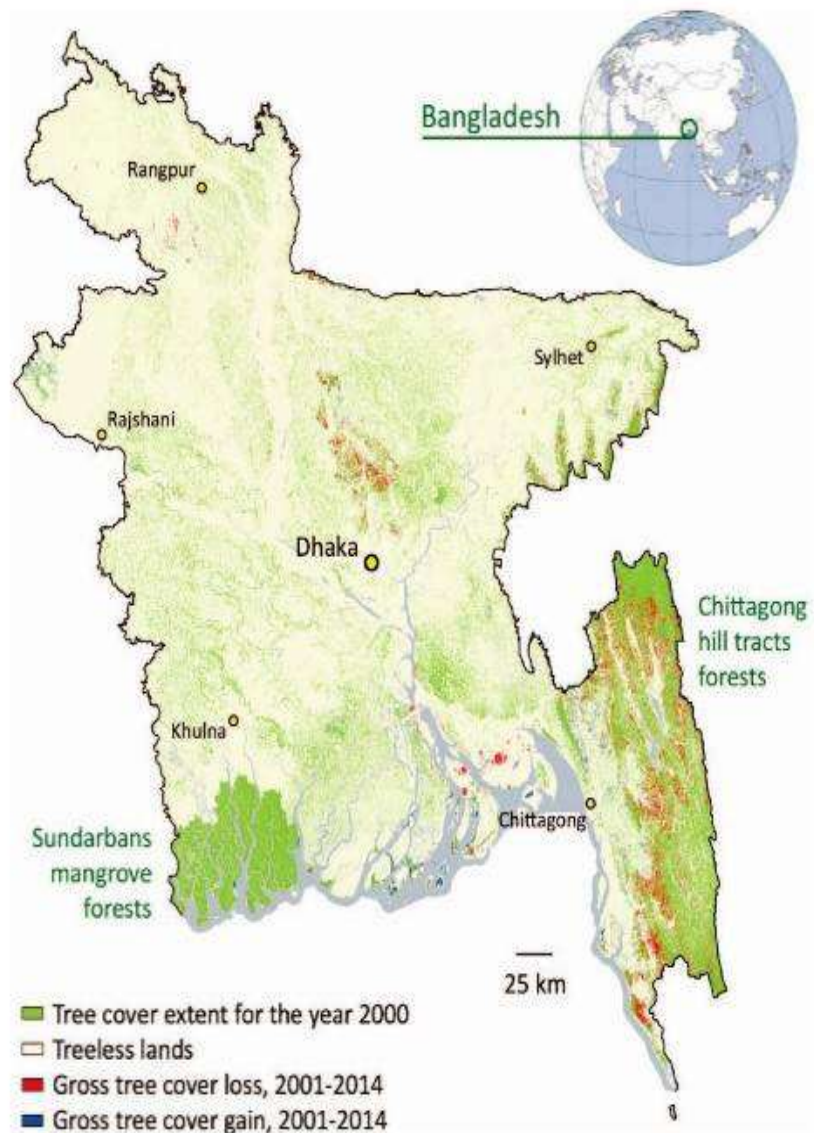 Bangladesh
Rangpur
Sylhet
Rajshani
Dhaka
Chittagong
hill tracts
forests
Khulna
Chittagong
Sundarbans
mangrove
forests
25 km
Tree cover extent for the year 2000
Treeless lands
Gross tree cover loss, 2001-2014
Gross tree cover gain, 2001-2014